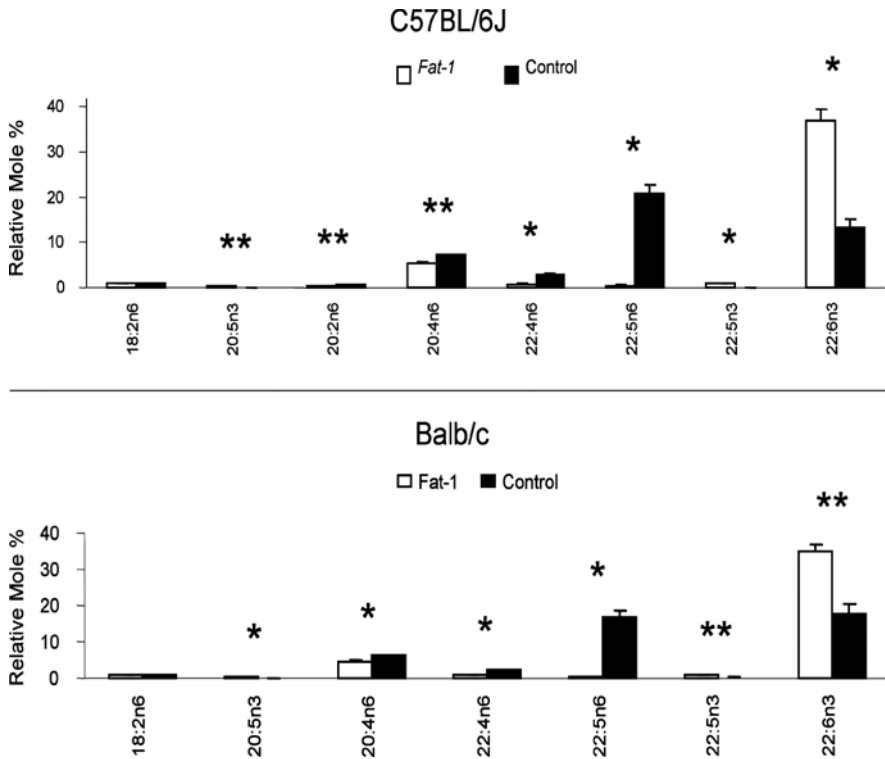 C57BL/6J
Fat-1 Control
Relative Mole %
40
30
20
10
0
** ** ** * * * *
18:2n6 20:5n3 20:2n6 20:4n6 22:4n6 22:5n6 22:5n3 22:6n3
Balb/c
Fat-1 Control
Relative Mole %
40
30
20
10
0
* * * * ** **
18:2n6 20:5n3 20:4n6 22:4n6 22:5n6 22:5n3 22:6n3